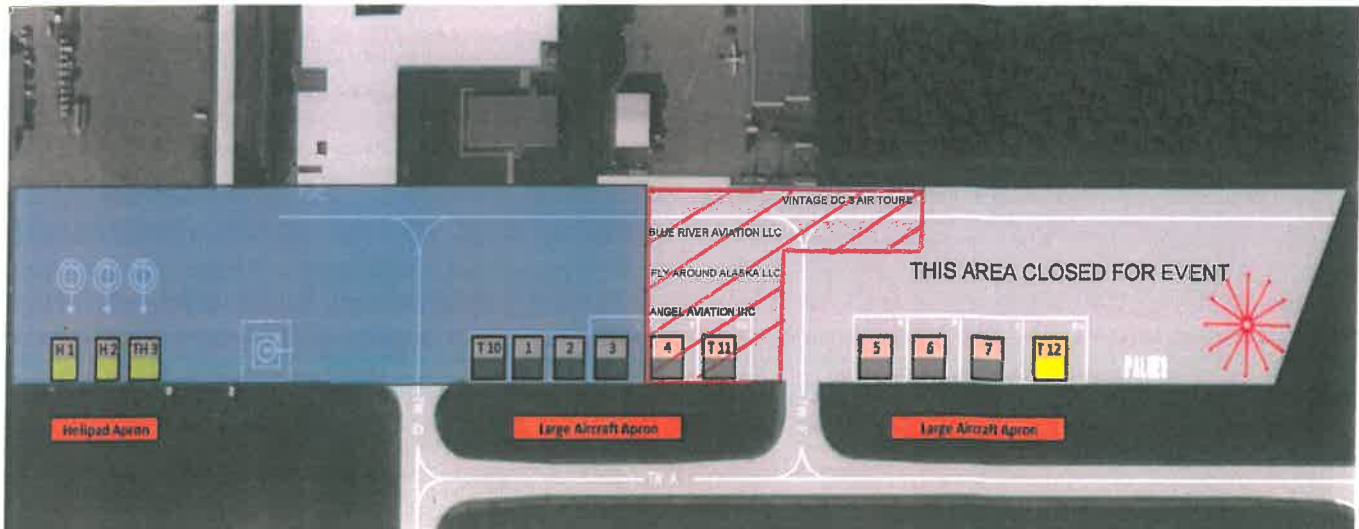 VINTAGE DC 3 AIR TOURS
BLUE RIVER AVIATION LLC
FLY AROUND ALASKA LLC
THIS AREA CLOSED FOR EVENT
ANGEL AVIATION INC
H 1
H 2
TH 3
T 10
1
2
3
4
T 11
5
6
7
T 12
Helipad Apron
Large Aircraft Apron
Large Aircraft Apron
TW A